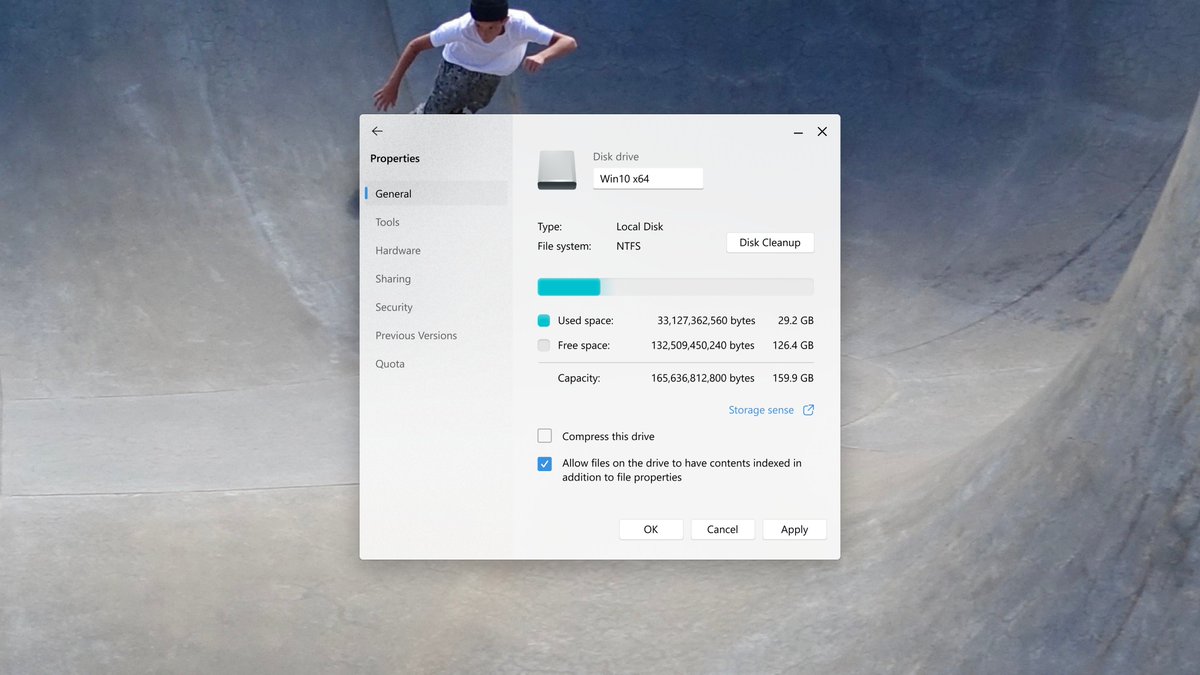 Properties
General
Tools
Hardware
Sharing
Security
Previous Versions
Quota
Disk drive
Win10 x64
Type: Local Disk
File system: NTFS
Disk Cleanup
Used space: 33,127,362,560 bytes 29.2 GB
Free space: 132,509,450,240 bytes 126.4 GB
Capacity: 165,636,812,800 bytes 159.9 GB
Storage sense
Compress this drive
Allow files on the drive to have contents indexed in
addition to file properties
OK Cancel Apply